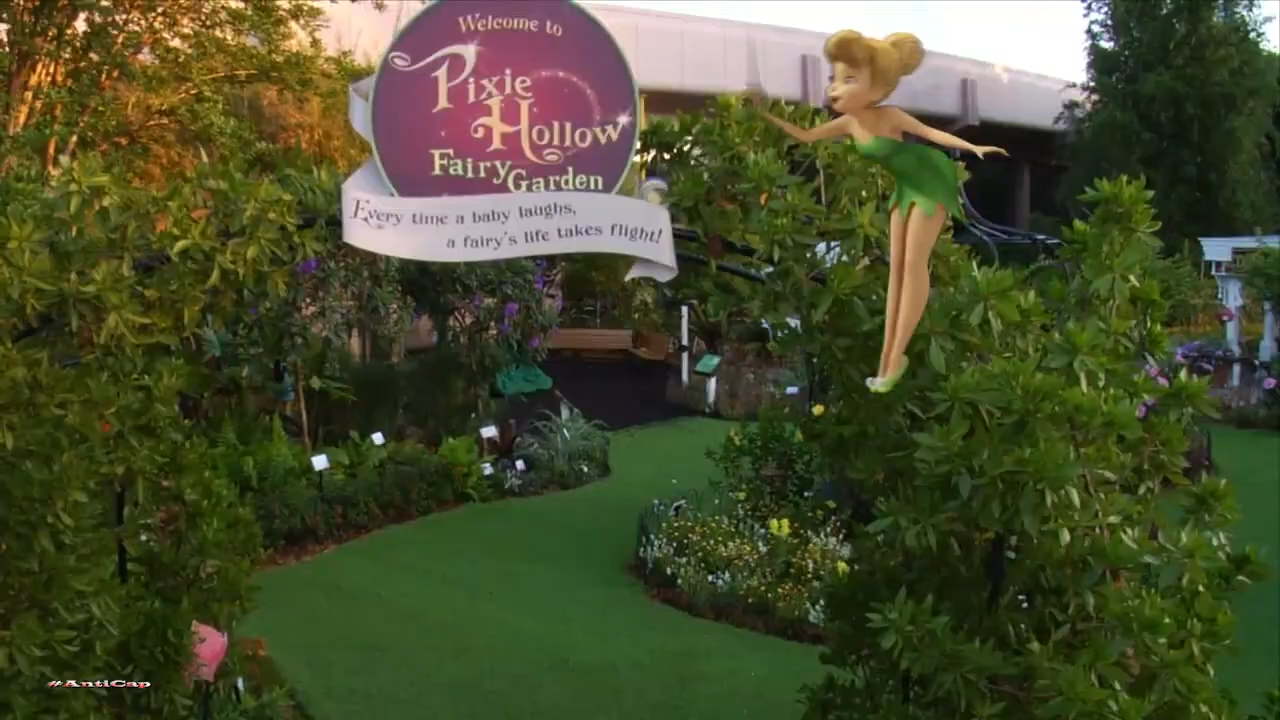 Welcome to
Pixie
Hollow
Fairy Garden
Every time a baby laughs,
a fairy's life takes flight!
#AntiCap